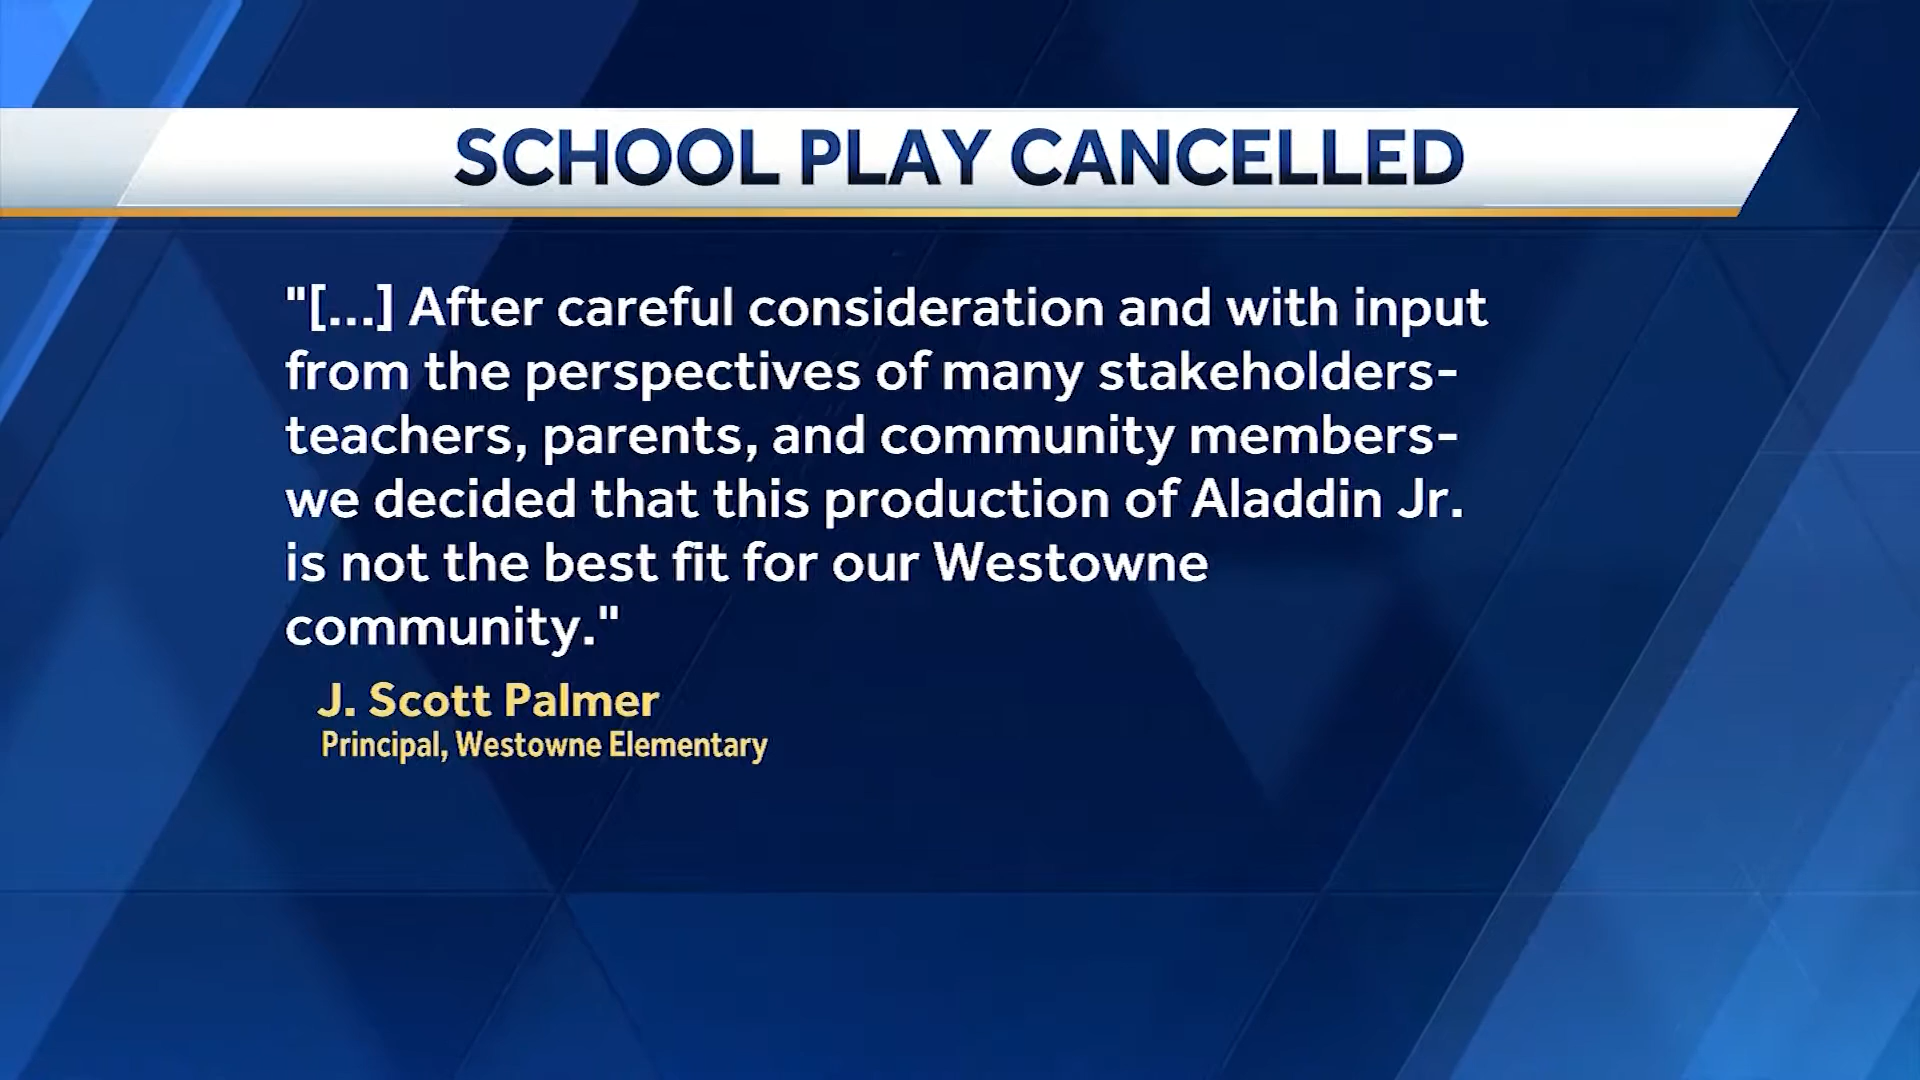 SCHOOL PLAY CANCELLED
"[...] After careful consideration and with input
from the perspectives of many stakeholders-
teachers, parents, and community members-
we decided that this production of Aladdin Jr.
is not the best fit for our Westowne
community."
J. Scott Palmer
Principal, Westowne Elementary